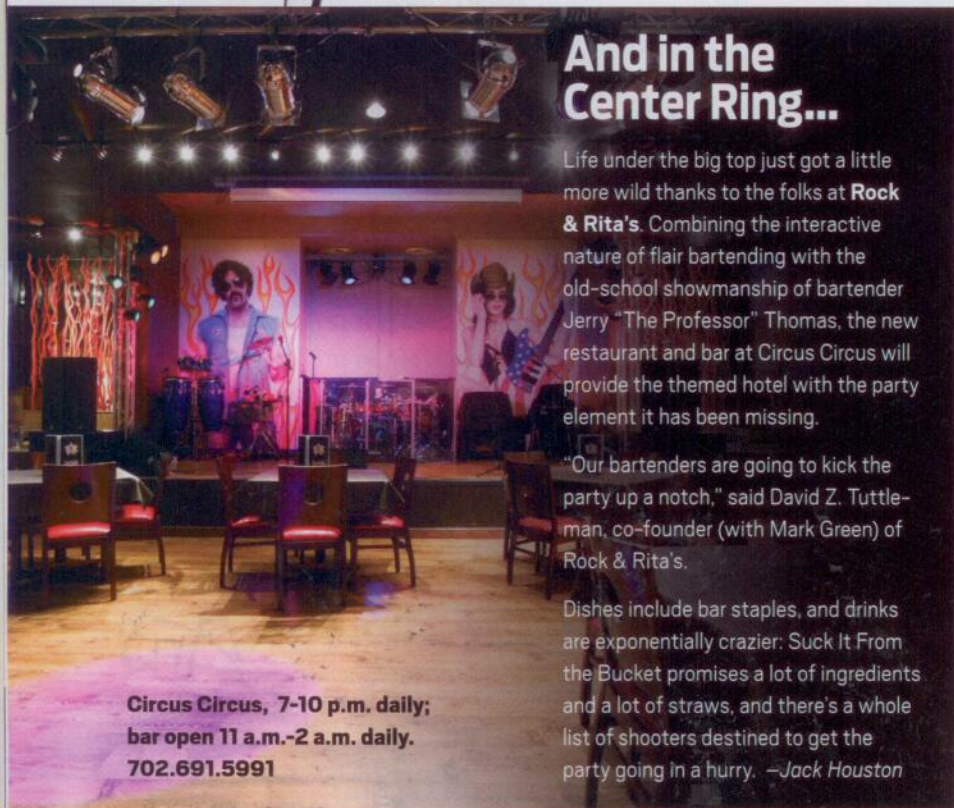 And in the
Center Ring...
Life under the big top just got a little
more wild thanks to the folks at Rock
& Rita's. Combining the interactive
nature of flair bartending with the
old-school showmanship of bartender
Jerry "The Professor" Thomas, the new
restaurant and bar at Circus Circus will
provide the themed hotel with the party
element it has been missing.
"Our bartenders are going to kick the
party up a notch," said David Z. Tuttle-
man, co-founder (with Mark Green) of
Rock & Rita's.
Dishes include bar staples, and drinks
are exponentially crazier: Suck It From
the Bucket promises a lot of ingredients
and a lot of straws, and there's a whole
list of shooters destined to get the
party going in a hurry. –Jack Houston
Circus Circus, 7-10 p.m. daily;
bar open 11 a.m.-2 a.m. daily.
702.691.5991